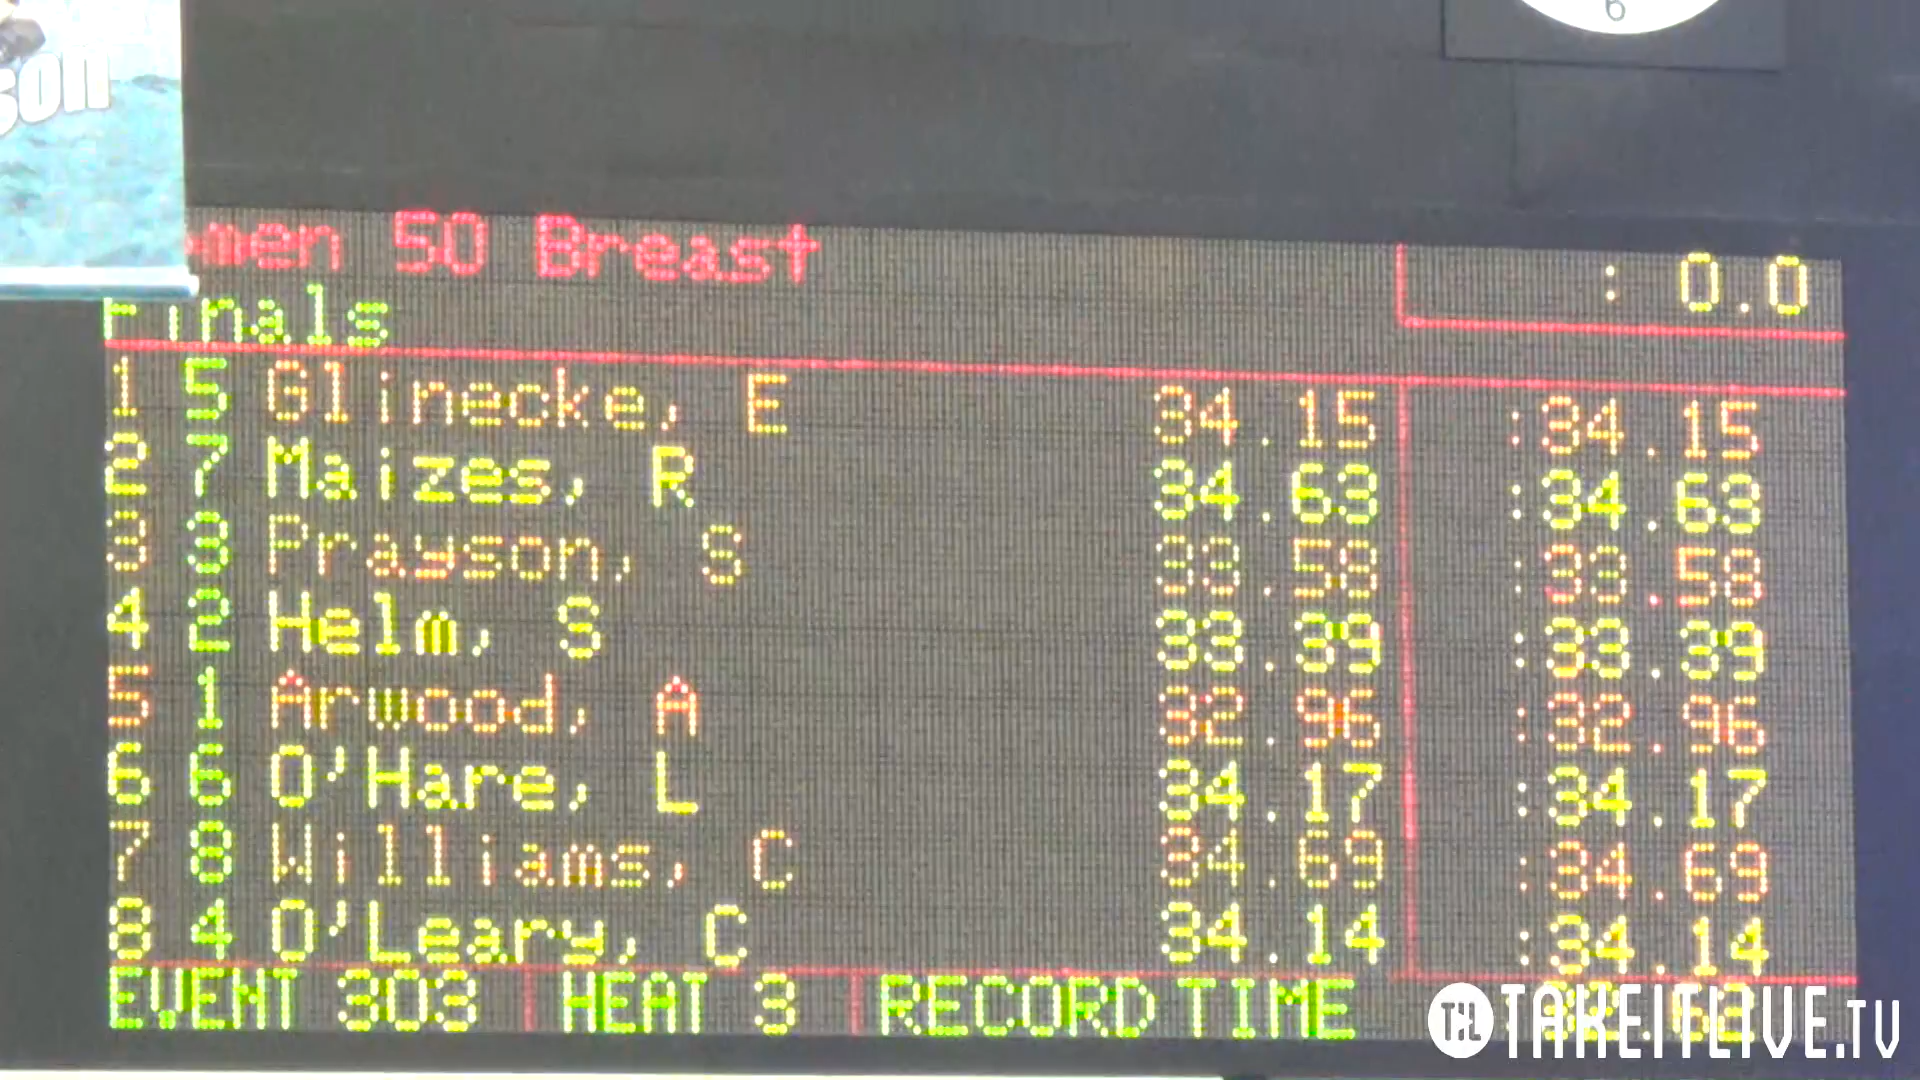 son
6
omen 50 Breast
: 0.0
Finals
1 5 Glinecke, E 34.15 :34.15
2 7 Maizes, R 34.63 :34.63
3 3 Prayson, S 33.58 :33.58
4 2 Helm, S 33.39 :33.39
5 1 Arwood, A 32.96 :32.96
6 6 O'Hare, L 34.17 :34.17
7 8 Williams, C 34.69 :34.69
8 4 O'Leary, C 34.14 :34.14
EVENT 303 HEAT 3 RECORD TIME
TAKEITLIVE.TV